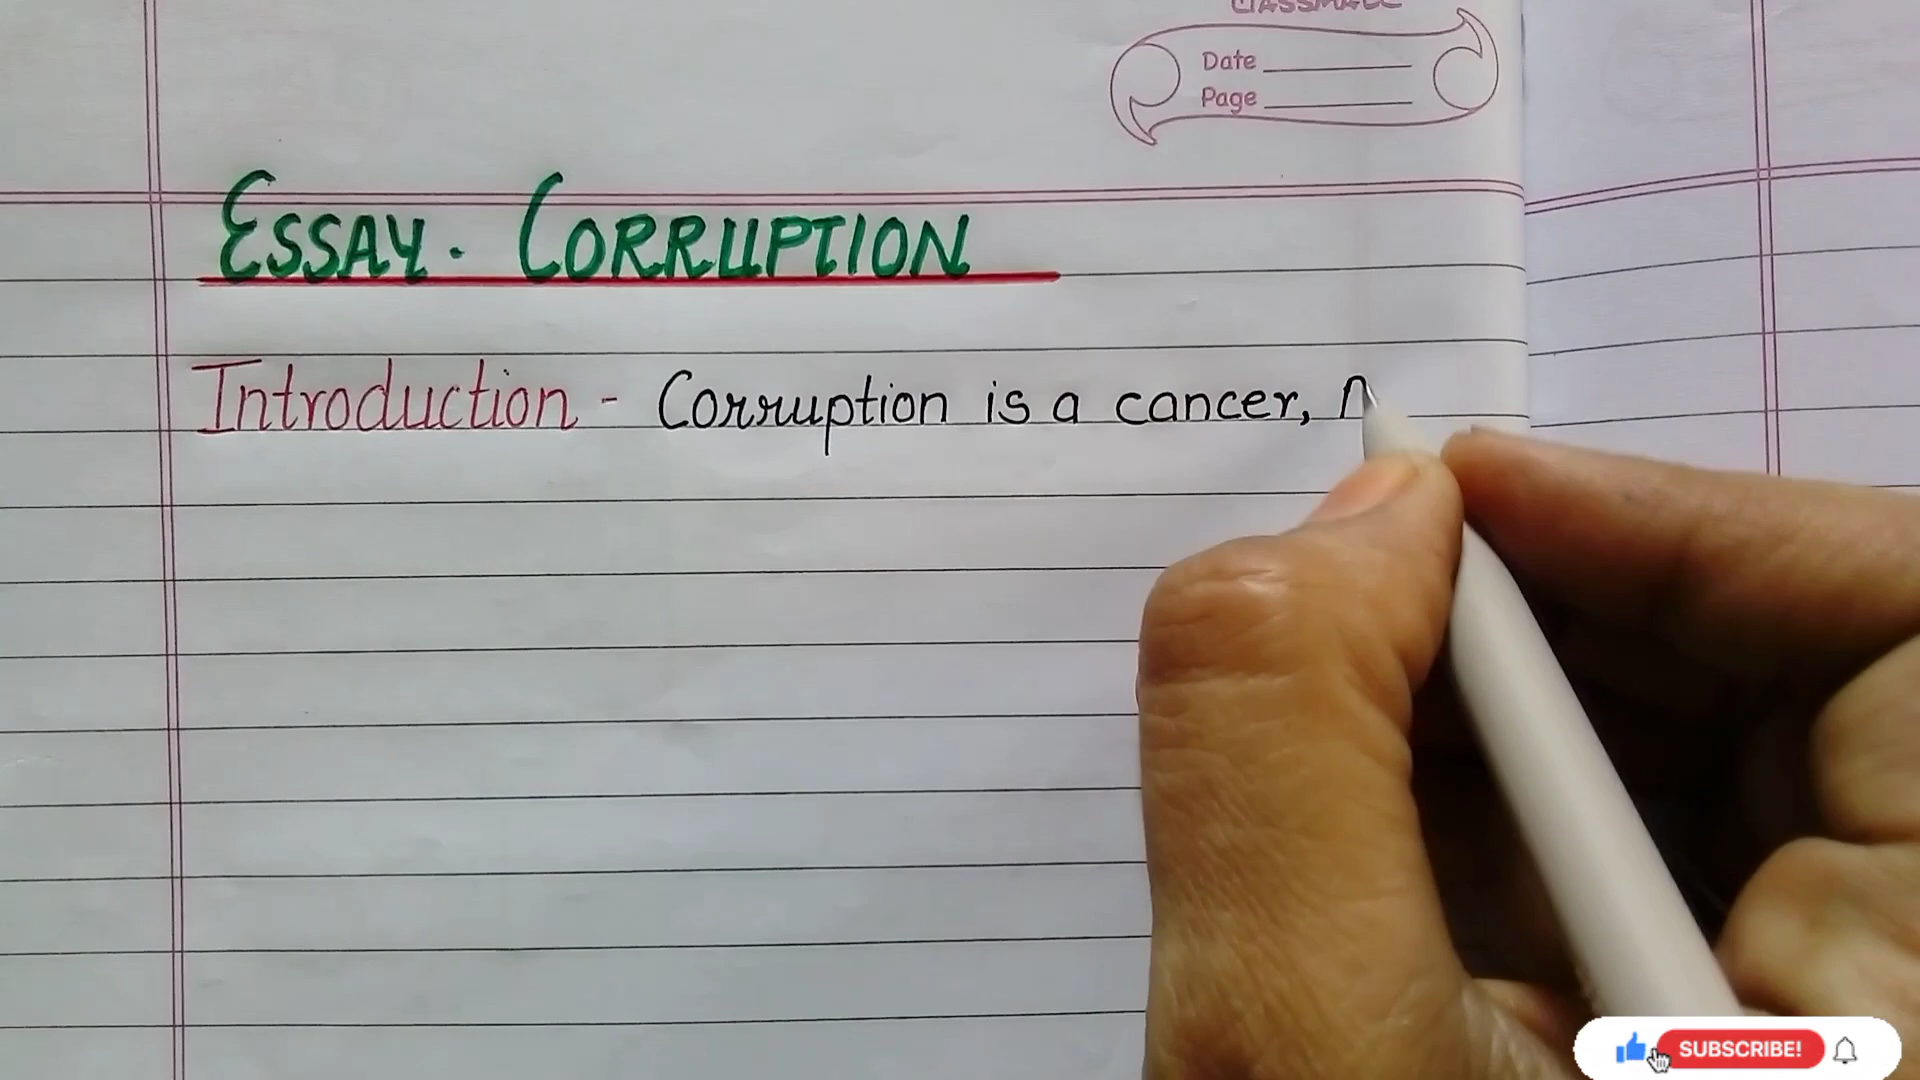 Date
Page
ESSAY. CORRUPTION
Introduction - Corruption is a cancer,
SUBSCRIBE!